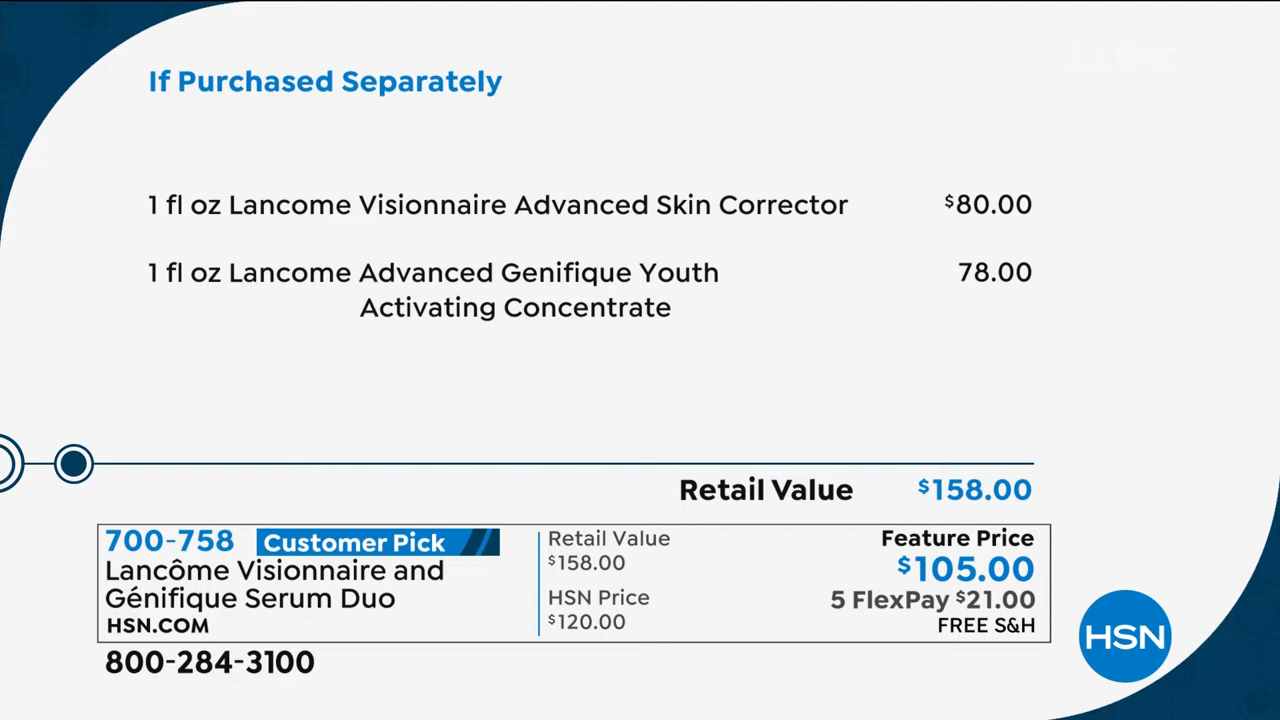 If Purchased Separately
1 fl oz Lancome Visionnaire Advanced Skin Corrector $80.00
1 fl oz Lancome Advanced Genifique Youth 78.00
Activating Concentrate
Retail Value $158.00
700-758 Customer Pick
Lancôme Visionnaire and
Génifique Serum Duo
HSN.COM
Retail Value
$158.00
HSN Price
$120.00
Feature Price
$105.00
5 FlexPay $21.00
FREE S&H
800-284-3100
HSN